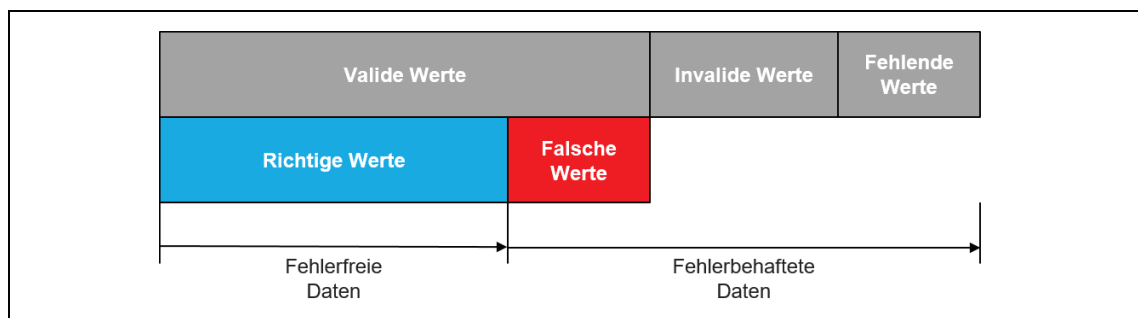 Valide Werte
Invalide Werte
Fehlende
Werte
Richtige Werte
Falsche
Werte
Fehlerfreie
Daten
Fehlerbehaftete
Daten